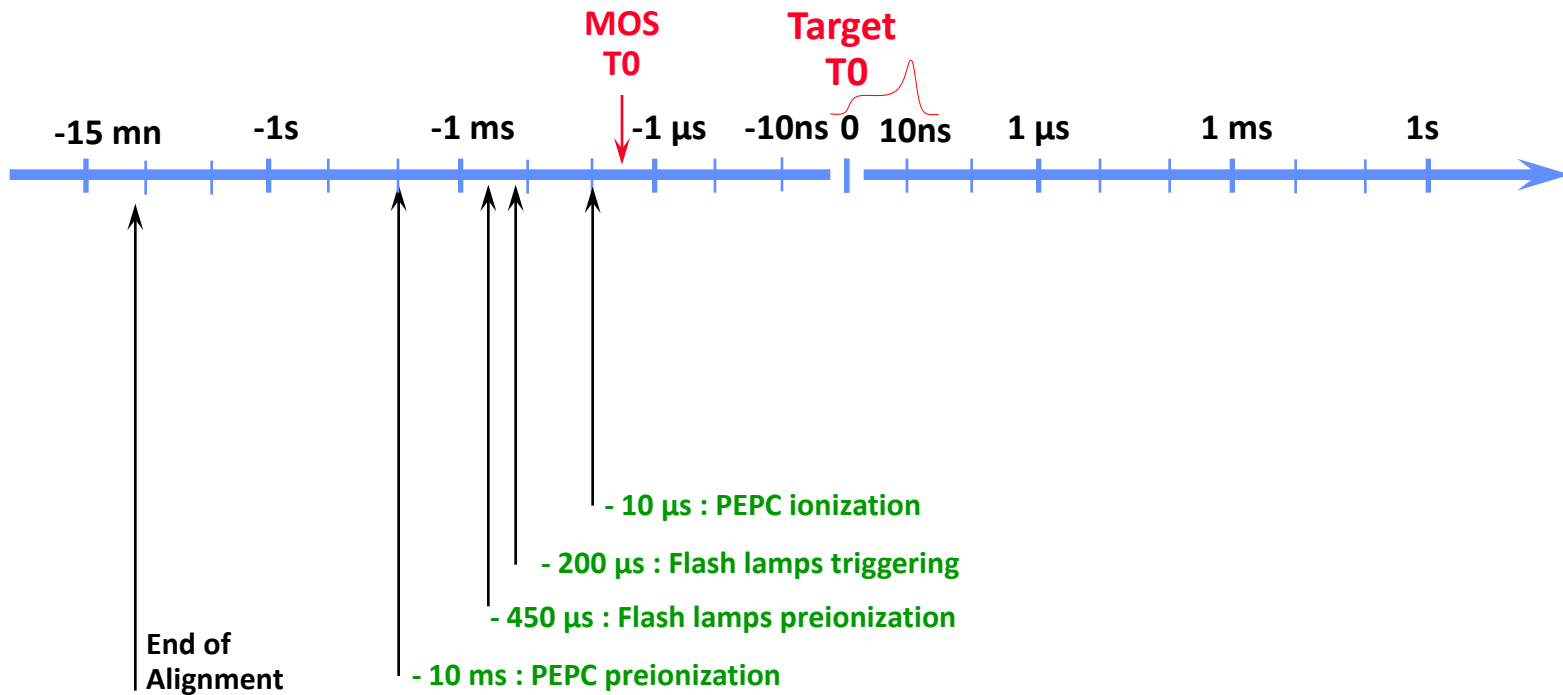 MOS
T0
Target
T0
-15 mn
-1s
-1 ms
-1 µs
-10ns
0
10ns
1 µs
1 ms
1s
- 10 µs : PEPC ionization
- 200 µs : Flash lamps triggering
- 450 µs : Flash lamps preionization
End of
Alignment
- 10 ms : PEPC preionization